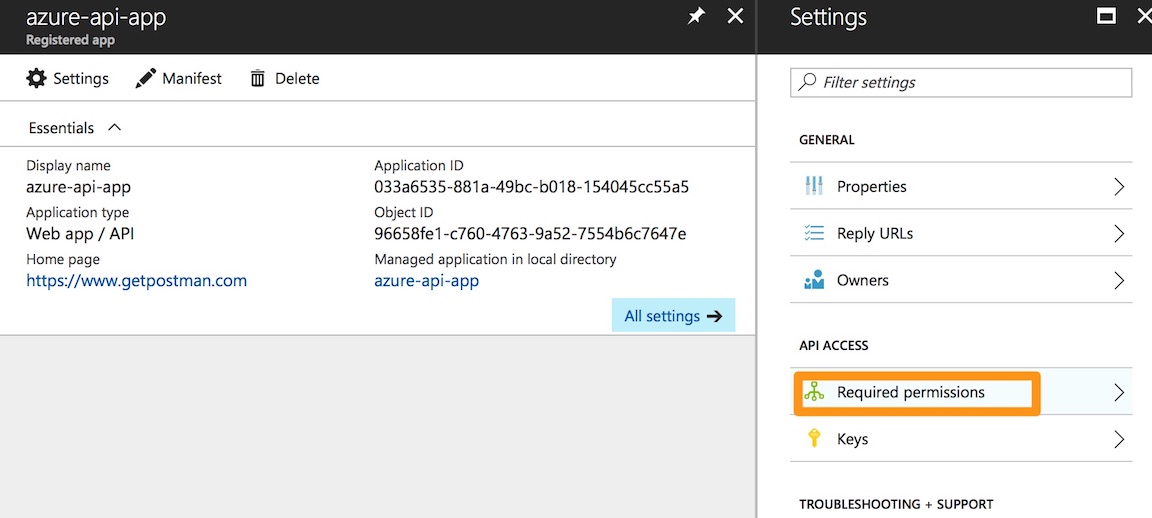 azure-api-app
Registered app
Settings Manifest Delete
Essentials
Display name
azure-api-app
Application type
Web app / API
Home page
https://www.getpostman.com
Application ID
033a6535-881a-49bc-b018-154045cc55a5
Object ID
96658fe1-c760-4763-9a52-7554b6c7647e
Managed application in local directory
azure-api-app
All settings
Settings
Filter settings
GENERAL
Properties
Reply URLs
Owners
API ACCESS
Required permissions
Keys
TROUBLESHOOTING + SUPPORT